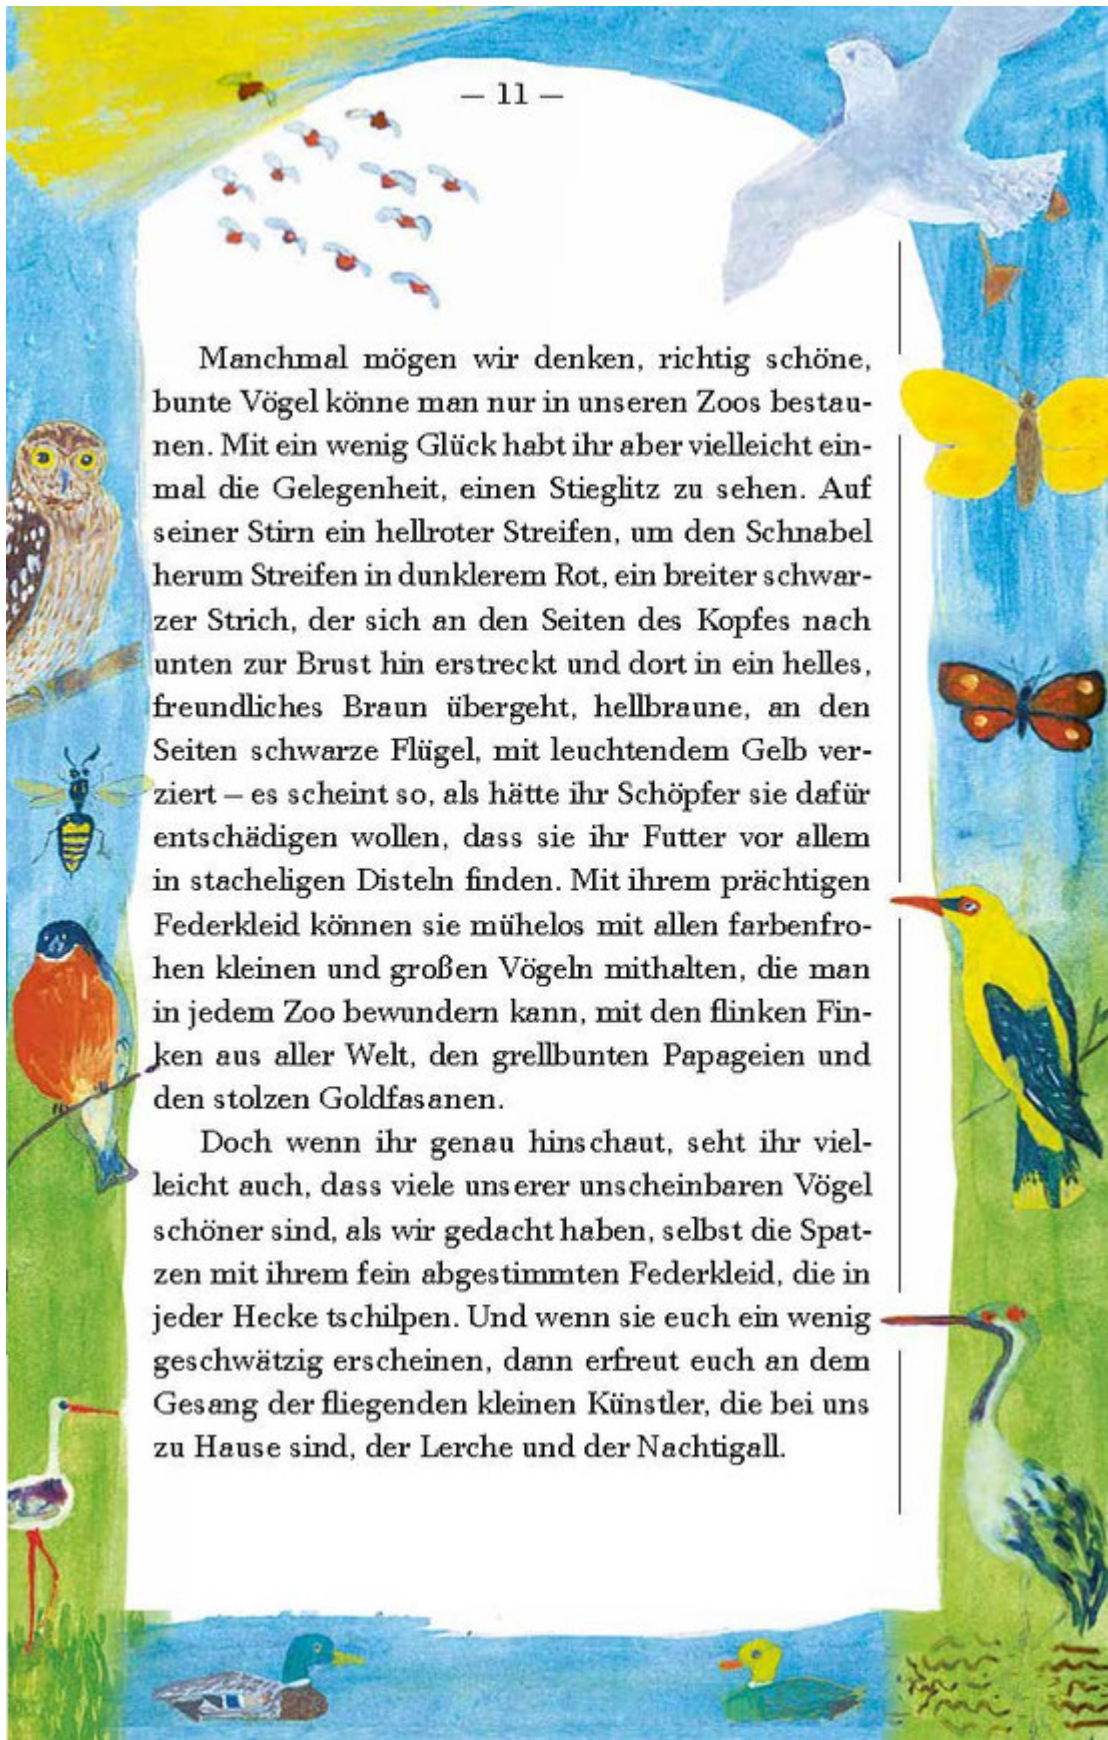 — 11 —
Manchmal mögen wir denken, richtig schöne,
bunte Vögel könne man nur in unseren Zoos bestau-
nen. Mit ein wenig Glück habt ihr aber vielleicht ein-
mal die Gelegenheit, einen Stieglitz zu sehen. Auf
seiner Stirn ein hellroter Streifen, um den Schnabel
herum Streifen in dunklerem Rot, ein breiter schwar-
zer Strich, der sich an den Seiten des Kopfes nach
unten zur Brust hin erstreckt und dort in ein helles,
freundliches Braun übergeht, hellbraune, an den
Seiten schwarze Flügel, mit leuchtendem Gelb ver-
ziert – es scheint so, als hätte ihr Schöpfer sie dafür
entschädigen wollen, dass sie ihr Futter vor allem
in stacheligen Disteln finden. Mit ihrem prächtigen
Federkleid können sie mühelos mit allen farbenfro-
hen kleinen und großen Vögeln mithalten, die man
in jedem Zoo bewundern kann, mit den flinken Fin-
ken aus aller Welt, den grellbunten Papageien und
den stolzen Goldfasanen.
Doch wenn ihr genau hinschaut, seht ihr viel-
leicht auch, dass viele unserer unscheinbaren Vögel
schöner sind, als wir gedacht haben, selbst die Spat-
zen mit ihrem fein abgestimmten Federkleid, die in
jeder Hecke tschilpen. Und wenn sie euch ein wenig
geschwätzig erscheinen, dann erfreut euch an dem
Gesang der fliegenden kleinen Künstler, die bei uns
zu Hause sind, der Lerche und der Nachtigall.